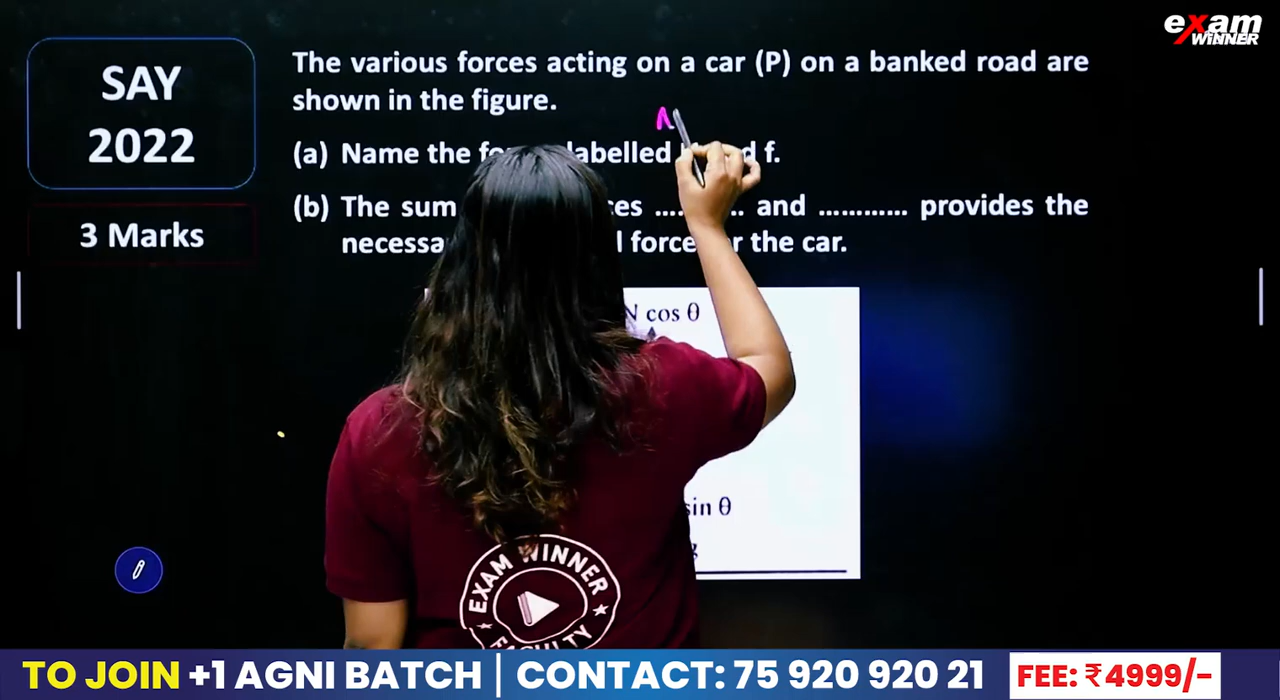 exam
WINNER
SAY
2022
3 Marks
The various forces acting on a car (P) on a banked road are
shown in the figure.
(a) Name the labelled f.
(b) The sum ............ and ............ provides the
force the car.
N cos θ
sin θ
EXAM WINNER
FACULTY
TO JOIN +1 AGNI BATCH | CONTACT: 75 920 920 21
FEE: ₹4999/-